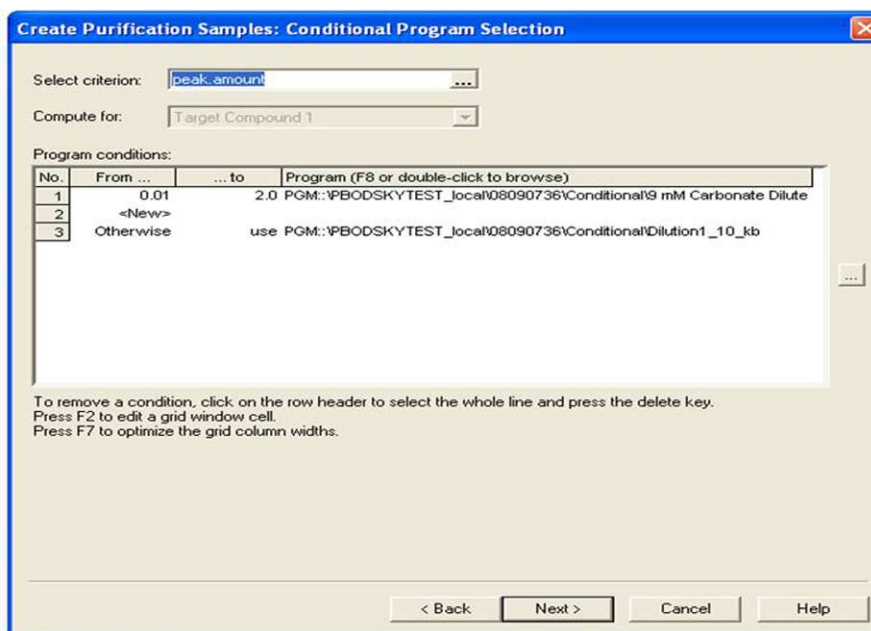 Create Purification Samples: Conditional Program Selection
Select criterion: peak.amount ...
Compute for: Target Compound 1
Program conditions:
No. From ... ... to Program (F8 or double-click to browse)
1 0.01 2.0 PGM::\PBODSKYTEST_local\08090736\Conditional\9 mM Carbonate Dilute
2 <New>
3 Otherwise use PGM::\PBODSKYTEST_local\08090736\Conditional\Dilution1_10_kb
...
To remove a condition, click on the row header to select the whole line and press the delete key.
Press F2 to edit a grid window cell.
Press F7 to optimize the grid column widths.
< Back Next > Cancel Help